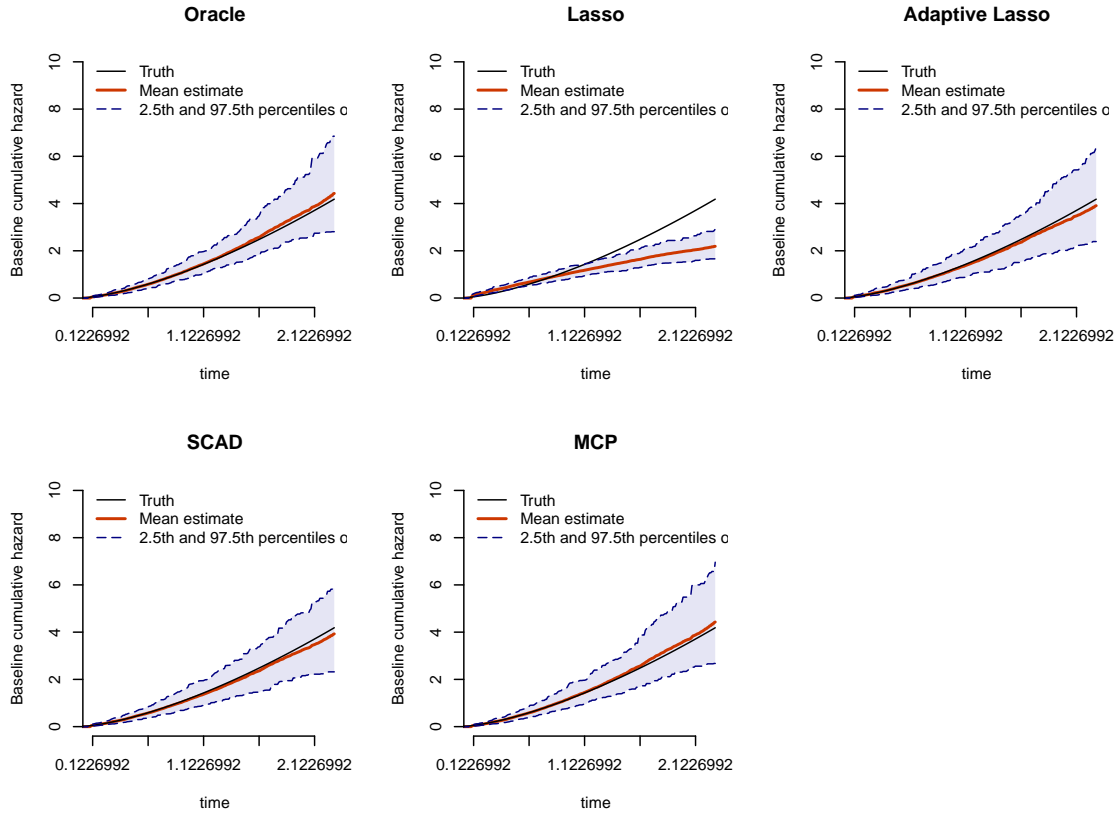 Oracle
Baseline cumulative hazard
10
8
6
4
2
0
Truth
Mean estimate
2.5th and 97.5th percentiles o
0.1226992 1.1226992 2.1226992
time
Lasso
Baseline cumulative hazard
10
8
6
4
2
0
Truth
Mean estimate
2.5th and 97.5th percentiles o
0.1226992 1.1226992 2.1226992
time
Adaptive Lasso
Baseline cumulative hazard
10
8
6
4
2
0
Truth
Mean estimate
2.5th and 97.5th percentiles o
0.1226992 1.1226992 2.1226992
time
SCAD
Baseline cumulative hazard
10
8
6
4
2
0
Truth
Mean estimate
2.5th and 97.5th percentiles o
0.1226992 1.1226992 2.1226992
time
MCP
Baseline cumulative hazard
10
8
6
4
2
0
Truth
Mean estimate
2.5th and 97.5th percentiles o
0.1226992 1.1226992 2.1226992
time